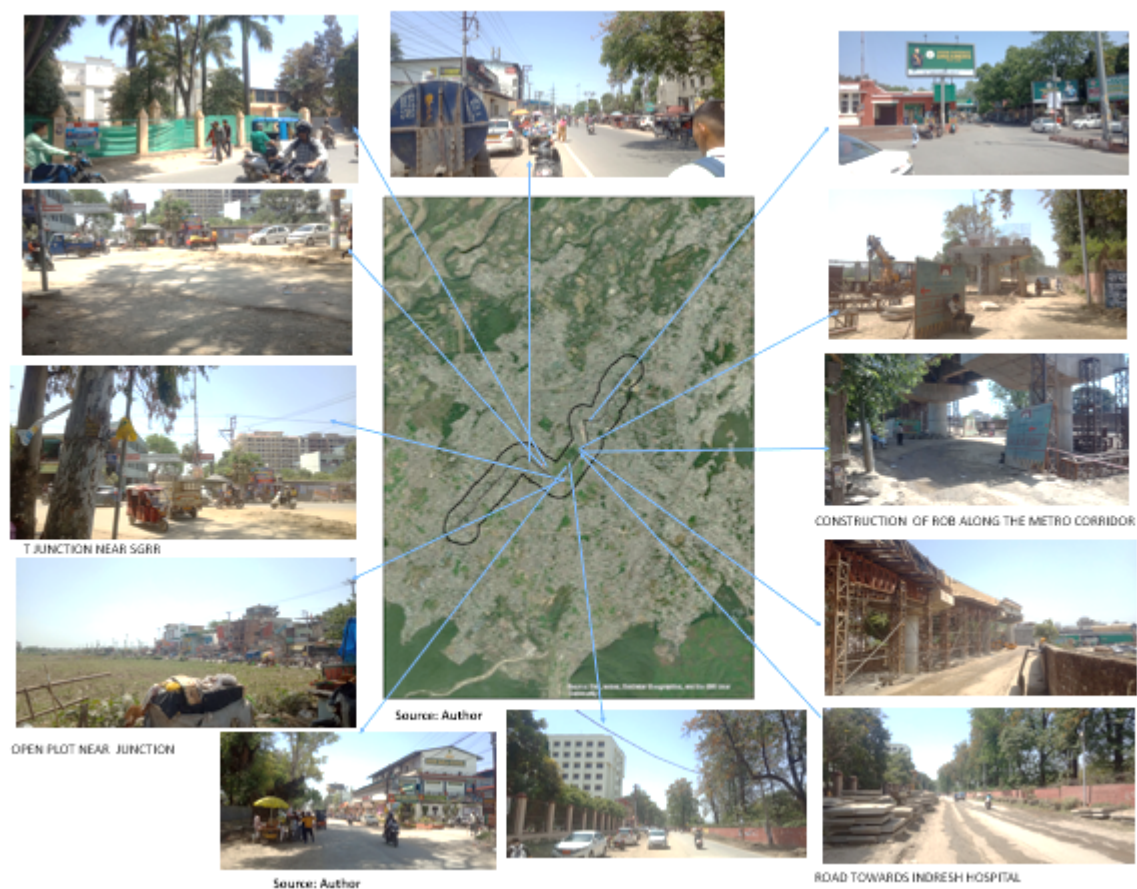 T JUNCTION NEAR SGRR
CONSTRUCTION OF ROB ALONG THE METRO CORRIDOR
Source: Author
OPEN PLOT NEAR JUNCTION
Source: Author
ROAD TOWARDS INDRESH HOSPITAL